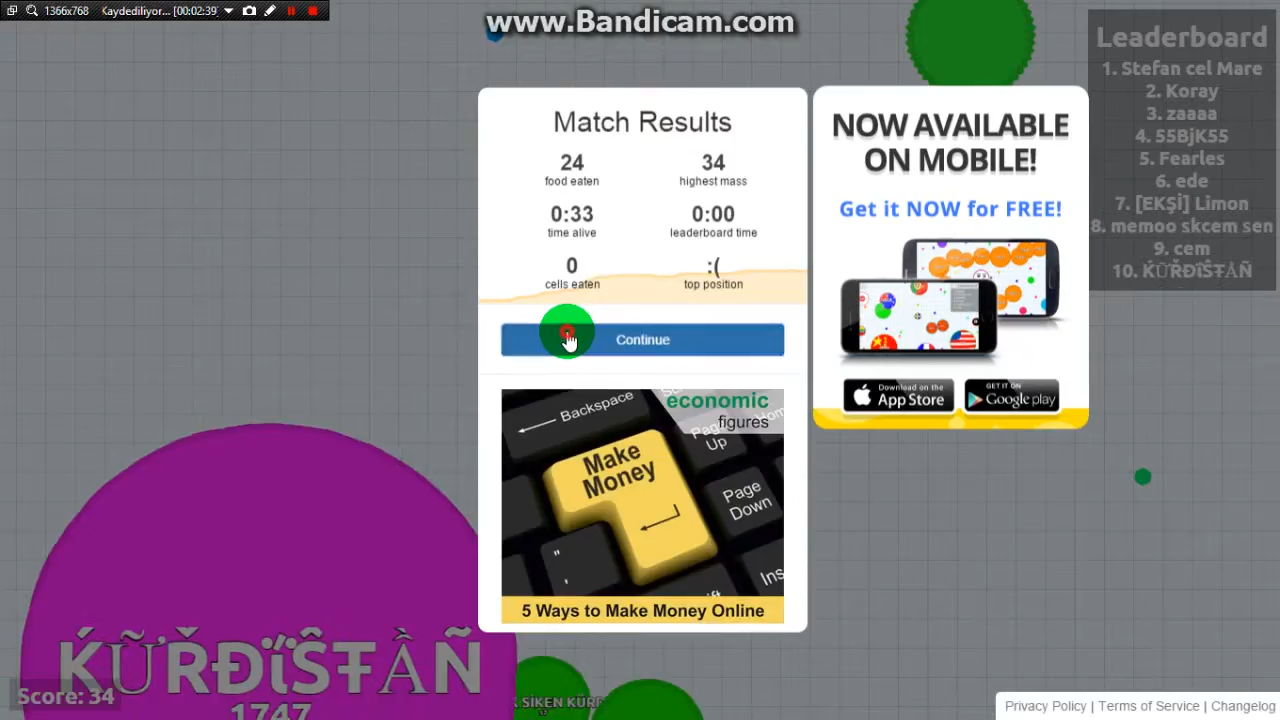 1366x768 Kaydediliyor... [00:02:39]
www.Bandicam.com
Leaderboard
1. Stefan cel Mare
2. Koray
3. zaaaa
4. 55BjK55
5. Fearles
6. ede
7. [EKŞİ] Limon
8. memoo skcem sen
9. cem
10. ḰŨŘĐĩŜŦÀÑ
Match Results
24
food eaten
34
highest mass
0:33
time alive
0:00
leaderboard time
0
cells eaten
:(
top position
Continue
NOW AVAILABLE
ON MOBILE!
Get it NOW for FREE!
Download on the
App Store
GET IT ON
Google play
economic
figures
Backspace
Page
Up
Make
Money
Page
Down
"
'
Ins
5 Ways to Make Money Online
ḰŨŘĐΐŜŦÀÑ
1747
Score: 34
SİKEN KÜRD
Privacy Policy | Terms of Service | Changelog